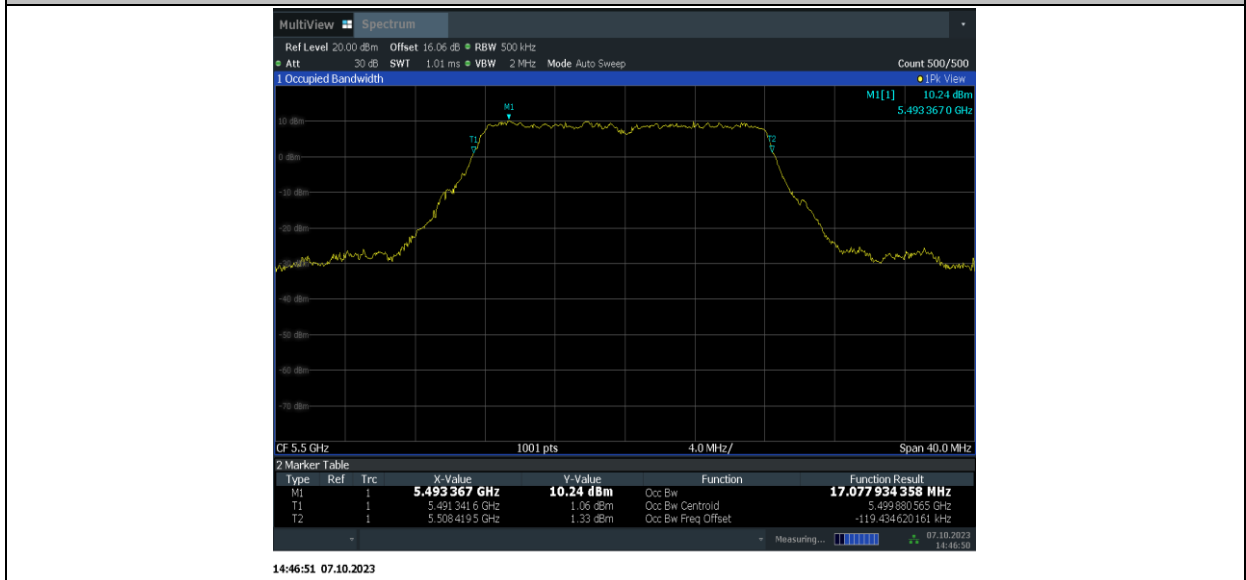 MultiView Spectrum
Ref Level 20.00 dBm Offset 16.06 dB RBW 500 kHz
Att 30 dB SWT 1.01 ms VBW 2 MHz Mode Auto Sweep Count 500/500
1 Occupied Bandwidth 1Pk View
M1[1] 10.24 dBm
5.493 367 0 GHz
M1
10 dBm
T1 T2
0 dBm
-10 dBm
-20 dBm
-30 dBm
-40 dBm
-50 dBm
-60 dBm
-70 dBm
CF 5.5 GHz 1001 pts 4.0 MHz/ Span 40.0 MHz
2 Marker Table
Type Ref Trc X-Value Y-Value Function Function Result
M1 1 5.493 367 GHz 10.24 dBm Occ Bw 17.077 934 358 MHz
T1 1 5.491 341 6 GHz 1.06 dBm Occ Bw Centroid 5.499 880 565 GHz
T2 1 5.508 419 5 GHz 1.33 dBm Occ Bw Freq Offset -119.434 620 161 kHz
Measuring... 07.10.2023
14:46:50
14:46:51 07.10.2023